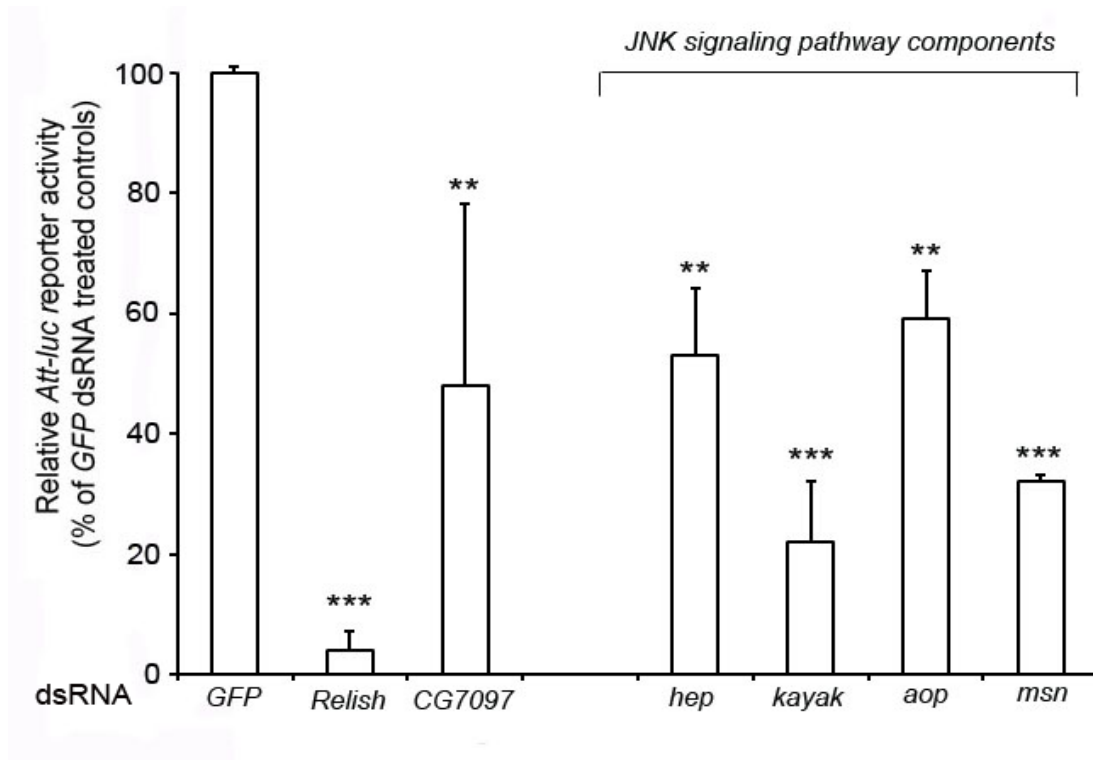 JNK signaling pathway components
Relative Att-luc reporter activity
(% of GFP dsRNA treated controls)
100
80
60
40
20
0
***
**
**
***
**
***
dsRNA
GFP
Relish
CG7097
hep
kayak
aop
msn